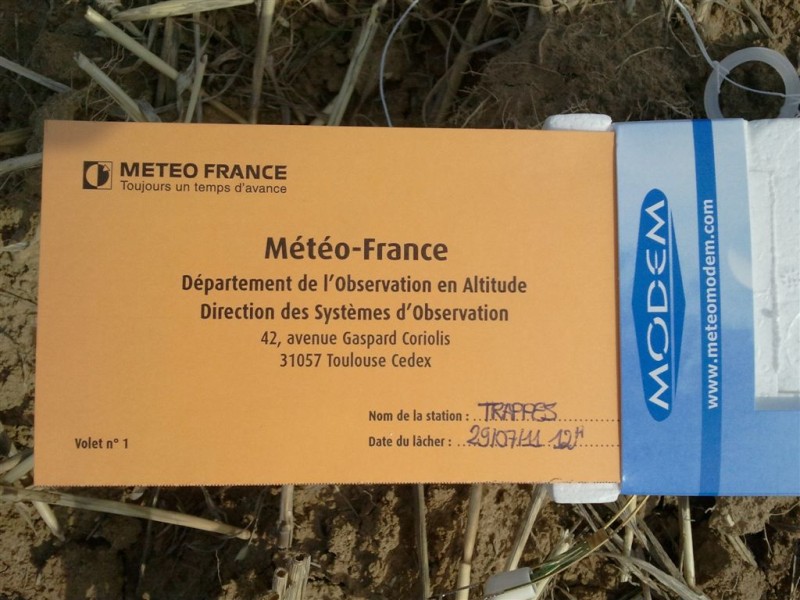 METEO FRANCE
Toujours un temps d'avance
Météo-France
Département de l'Observation en Altitude
Direction des Systèmes d'Observation
42, avenue Gaspard Coriolis
31057 Toulouse Cedex
Nom de la station : TRAPPES
Date du lâcher : 29/07/11 12H
Volet n° 1
MODEM
www.meteomodem.com